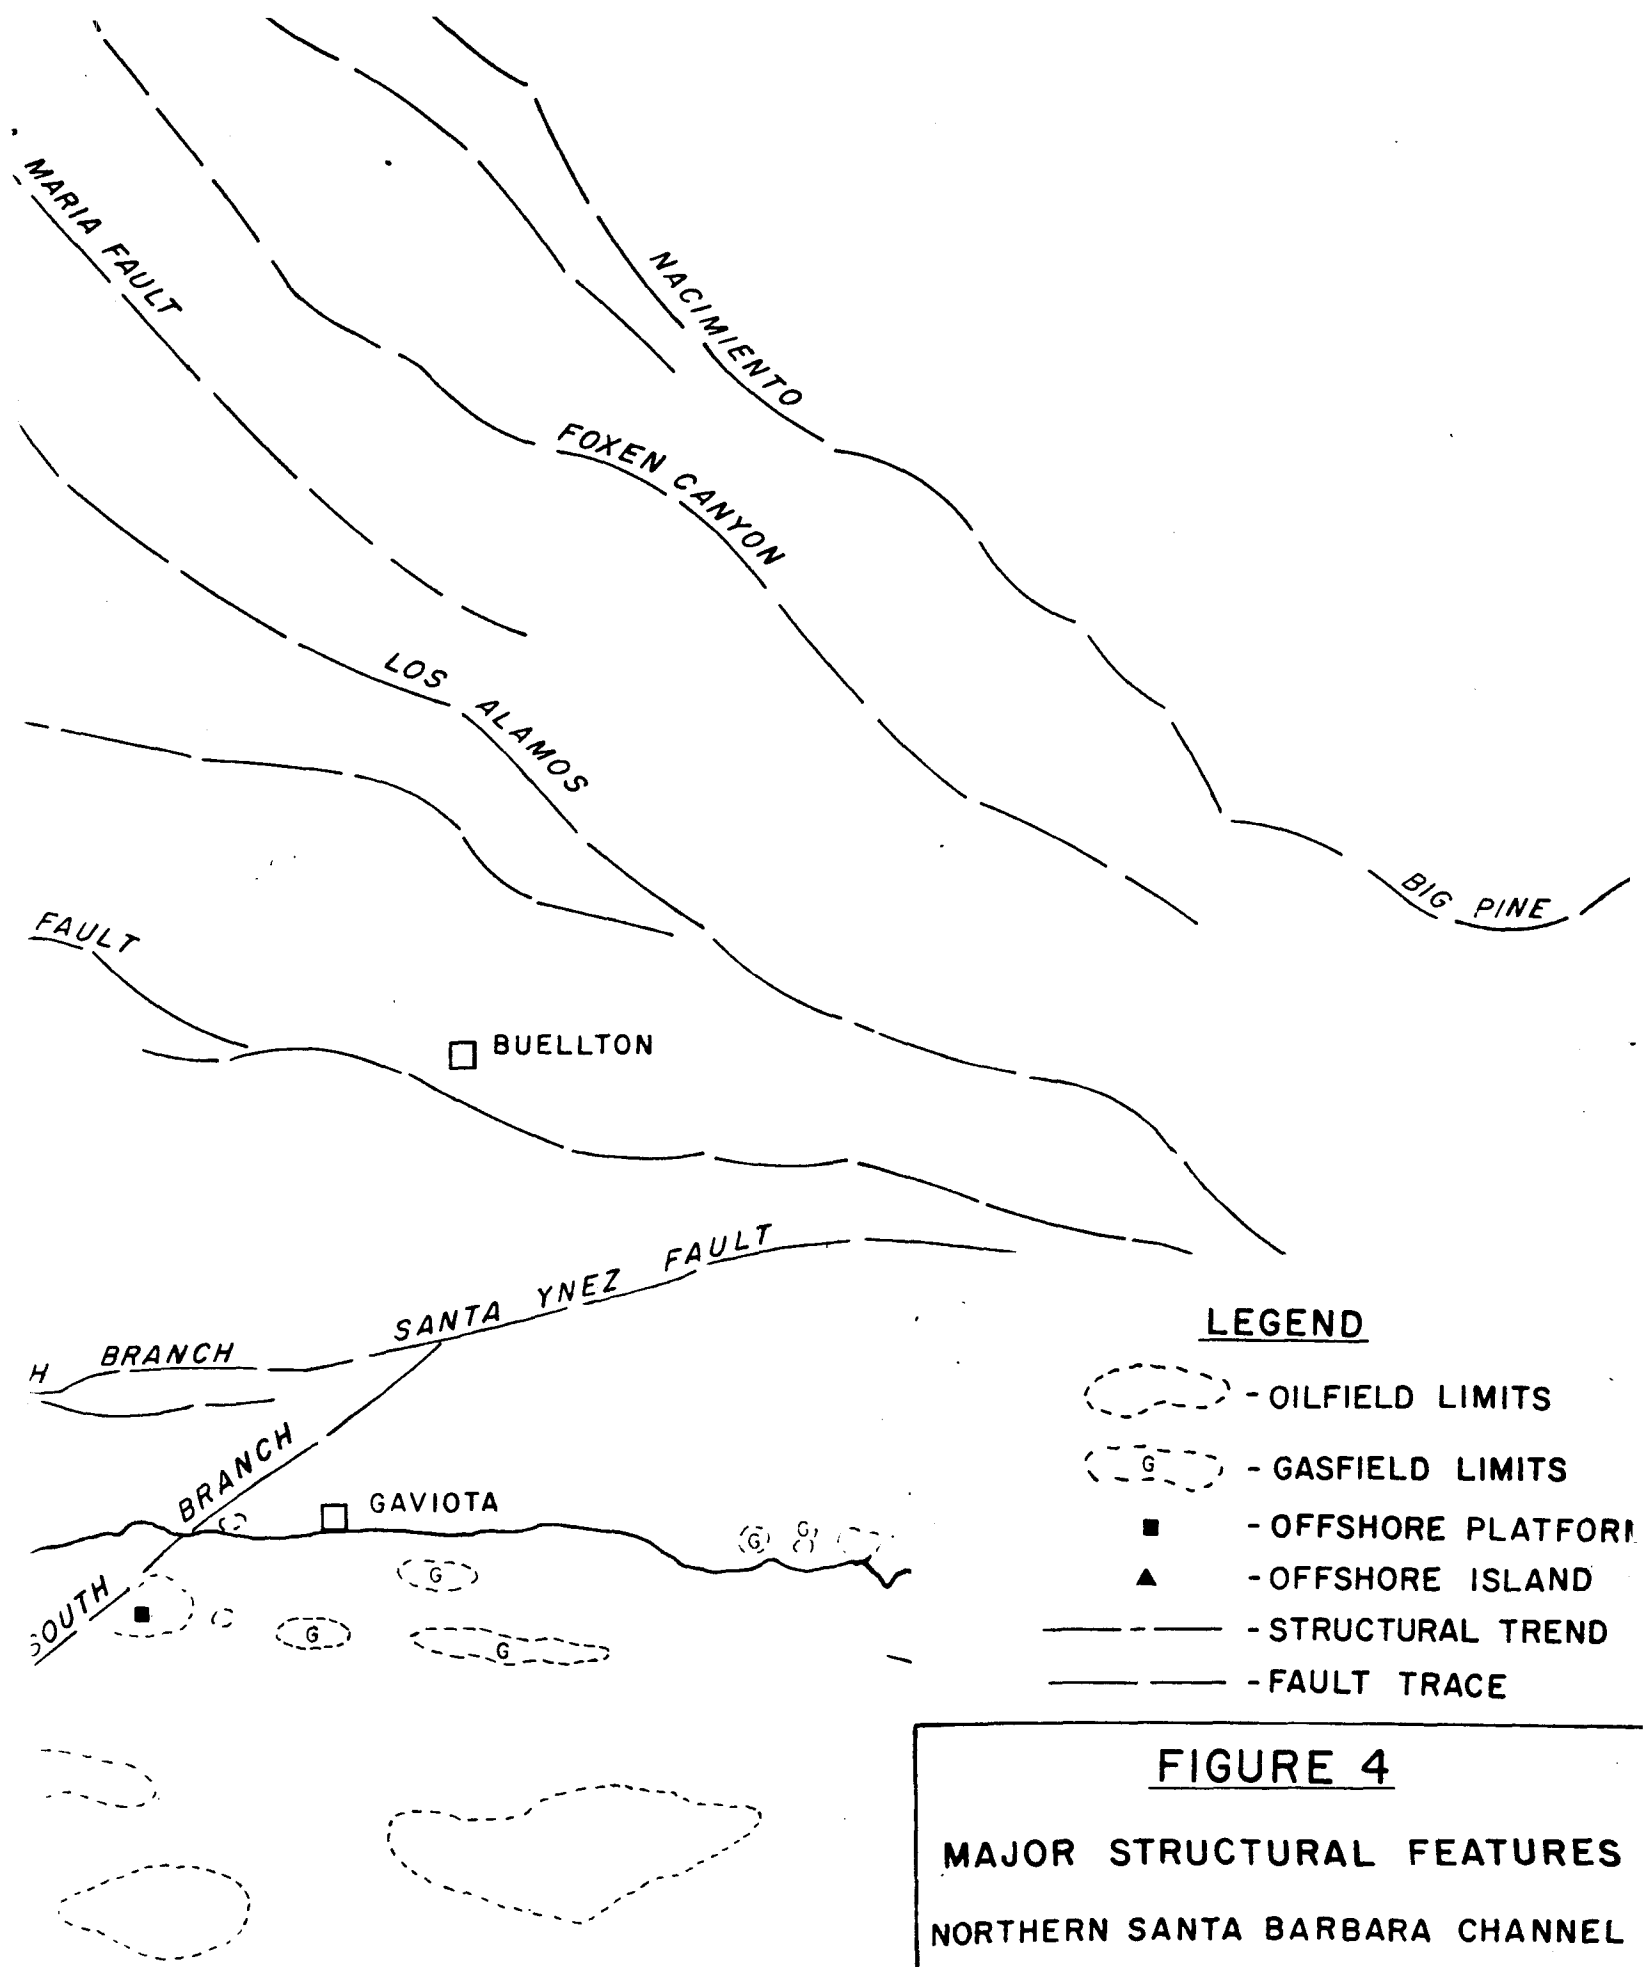 MARIA FAULT
NACIMIENTO
FOXEN CANYON
LOS ALAMOS
BIG PINE
FAULT
BUELLTON
SANTA YNEZ FAULT
H BRANCH
SOUTH BRANCH
GAVIOTA
G
G
G
G
G
LEGEND
- OILFIELD LIMITS
G - GASFIELD LIMITS
- OFFSHORE PLATFORM
- OFFSHORE ISLAND
- STRUCTURAL TREND
- FAULT TRACE
FIGURE 4
MAJOR STRUCTURAL FEATURES
NORTHERN SANTA BARBARA CHANNEL